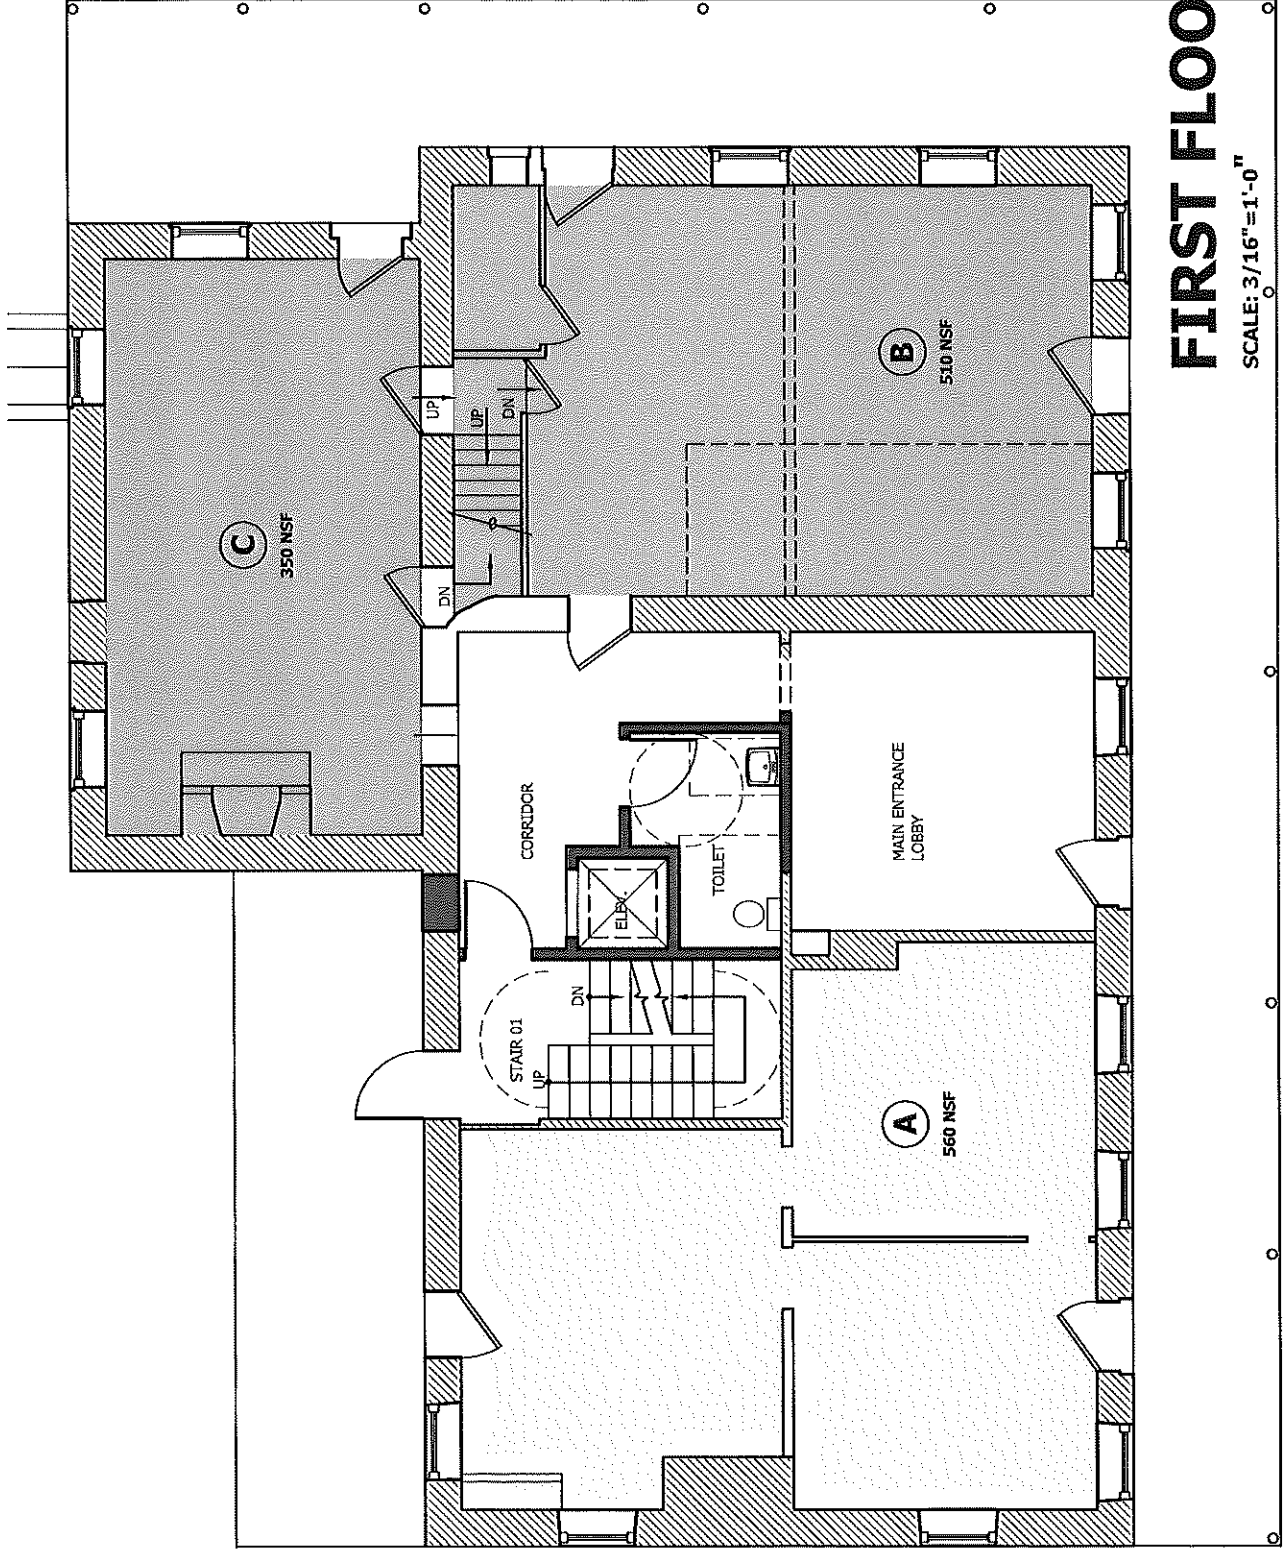 C
350 NSF
UP
UP
DN
DN
B
510 NSF
CORRIDOR
MAIN ENTRANCE
LOBBY
TOILET
ELEV.
STAIR 01
DN
UP
A
560 NSF
FIRST FLOO
SCALE: 3/16"=1'-0"